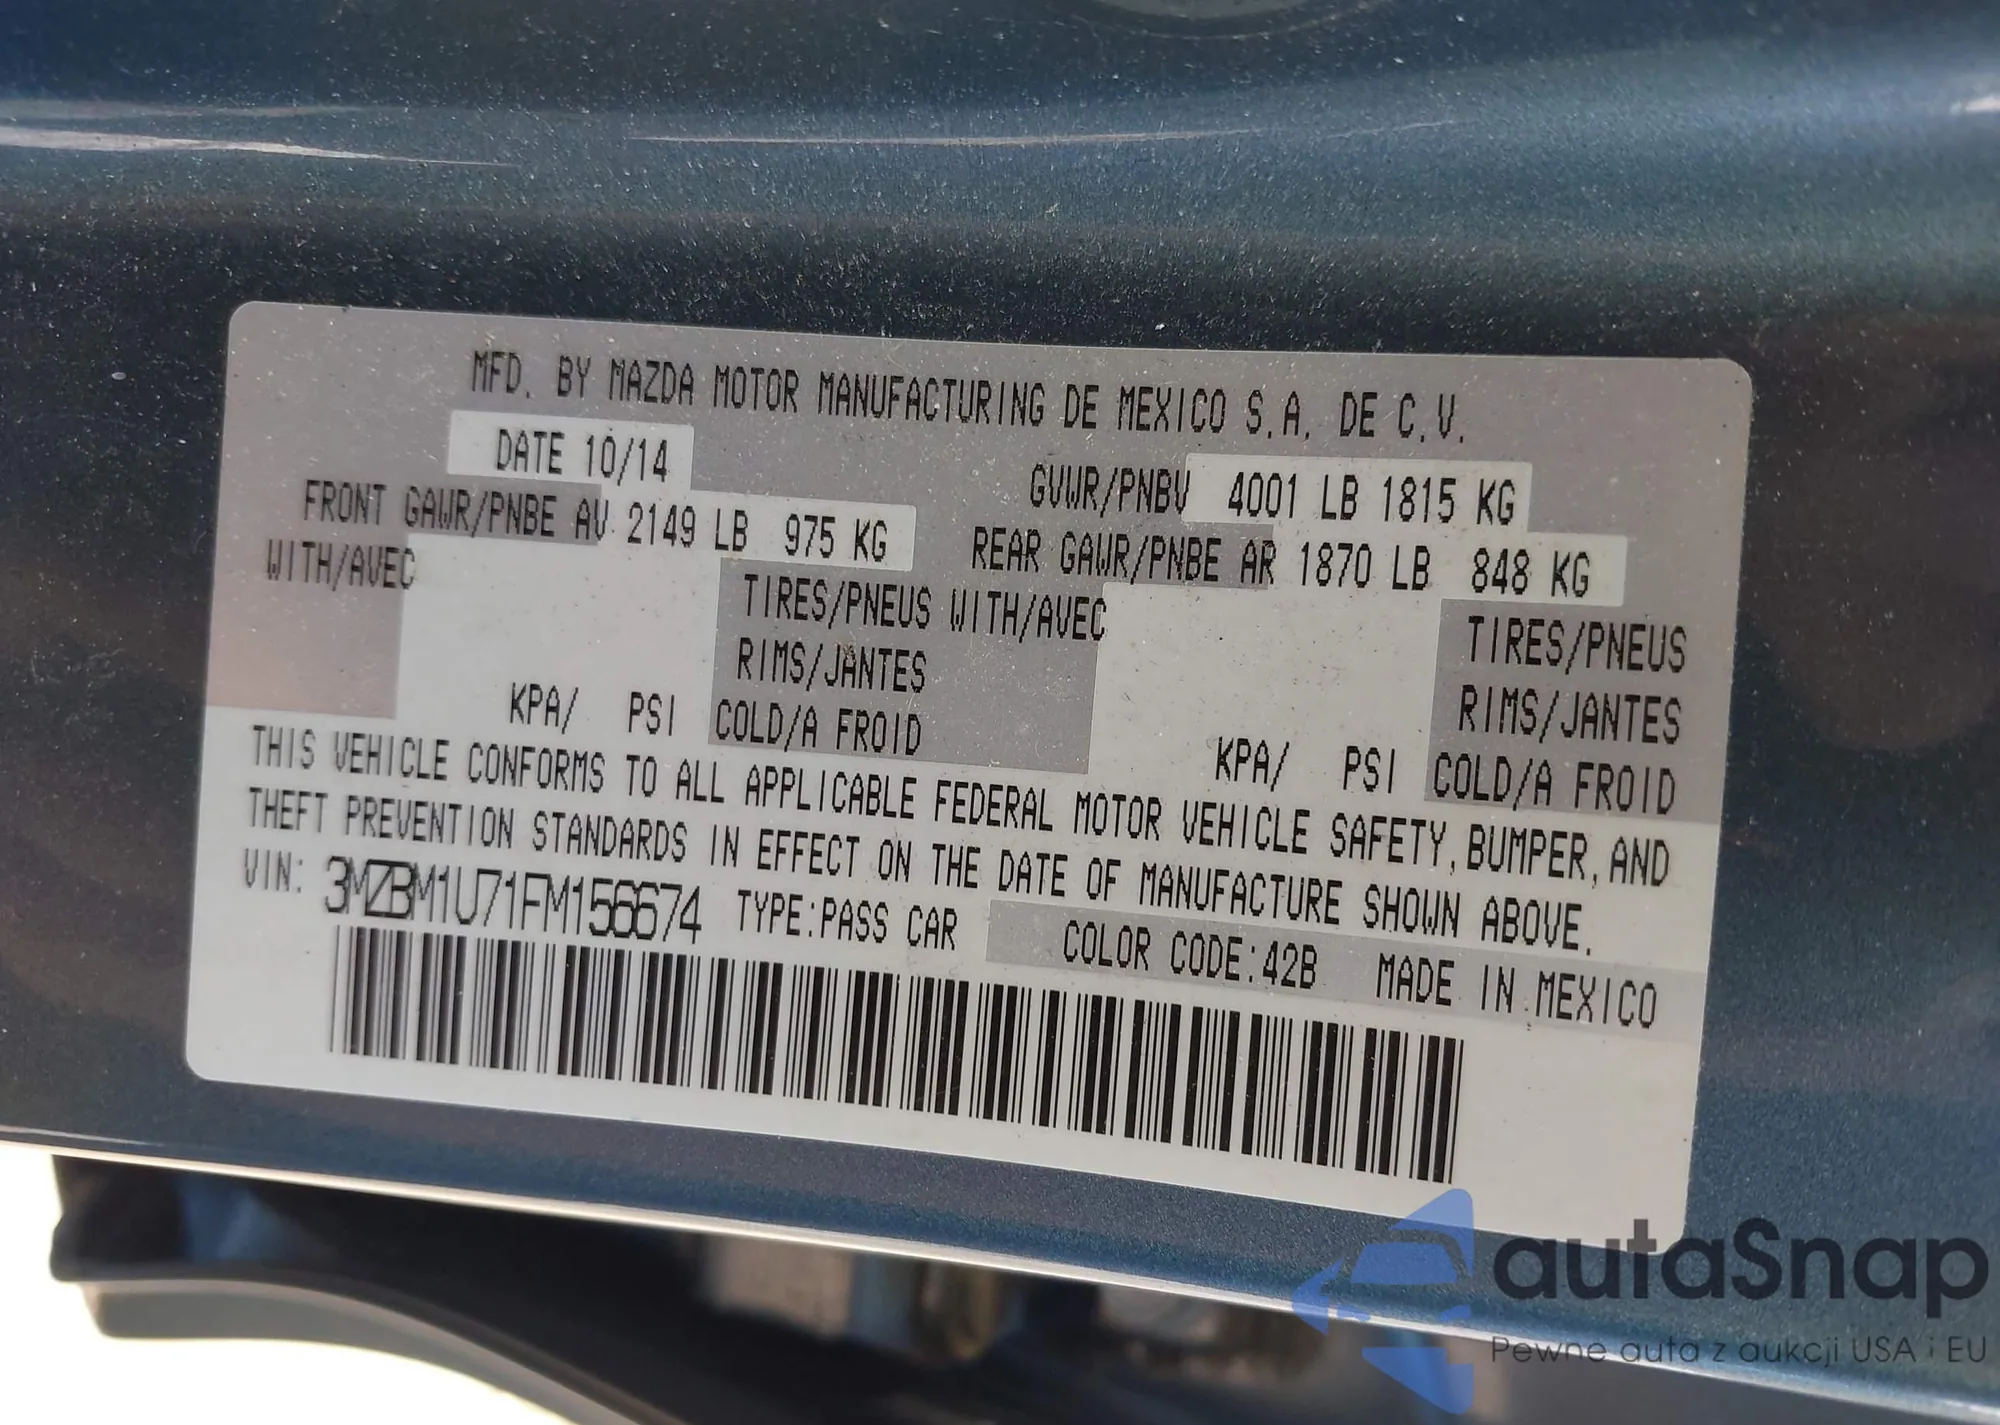 MFD. BY MAZDA MOTOR MANUFACTURING DE MEXICO S.A. DE C.V.
DATE 10/14 GVWR/PNBV 4001 LB 1815 KG
FRONT GAWR/PNBE AV 2149 LB 975 KG REAR GAWR/PNBE AR 1870 LB 848 KG
WITH/AVEC TIRES/PNEUS WITH/AVEC TIRES/PNEUS
RIMS/JANTES RIMS/JANTES
KPA/ PSI COLD/A FROID KPA/ PSI COLD/A FROID
THIS VEHICLE CONFORMS TO ALL APPLICABLE FEDERAL MOTOR VEHICLE SAFETY, BUMPER, AND
THEFT PREVENTION STANDARDS IN EFFECT ON THE DATE OF MANUFACTURE SHOWN ABOVE.
VIN: 3MZBM1U71FM156674 TYPE:PASS CAR COLOR CODE:42B MADE IN MEXICO
autaSnap
Pewne auta z aukcji USA i EU